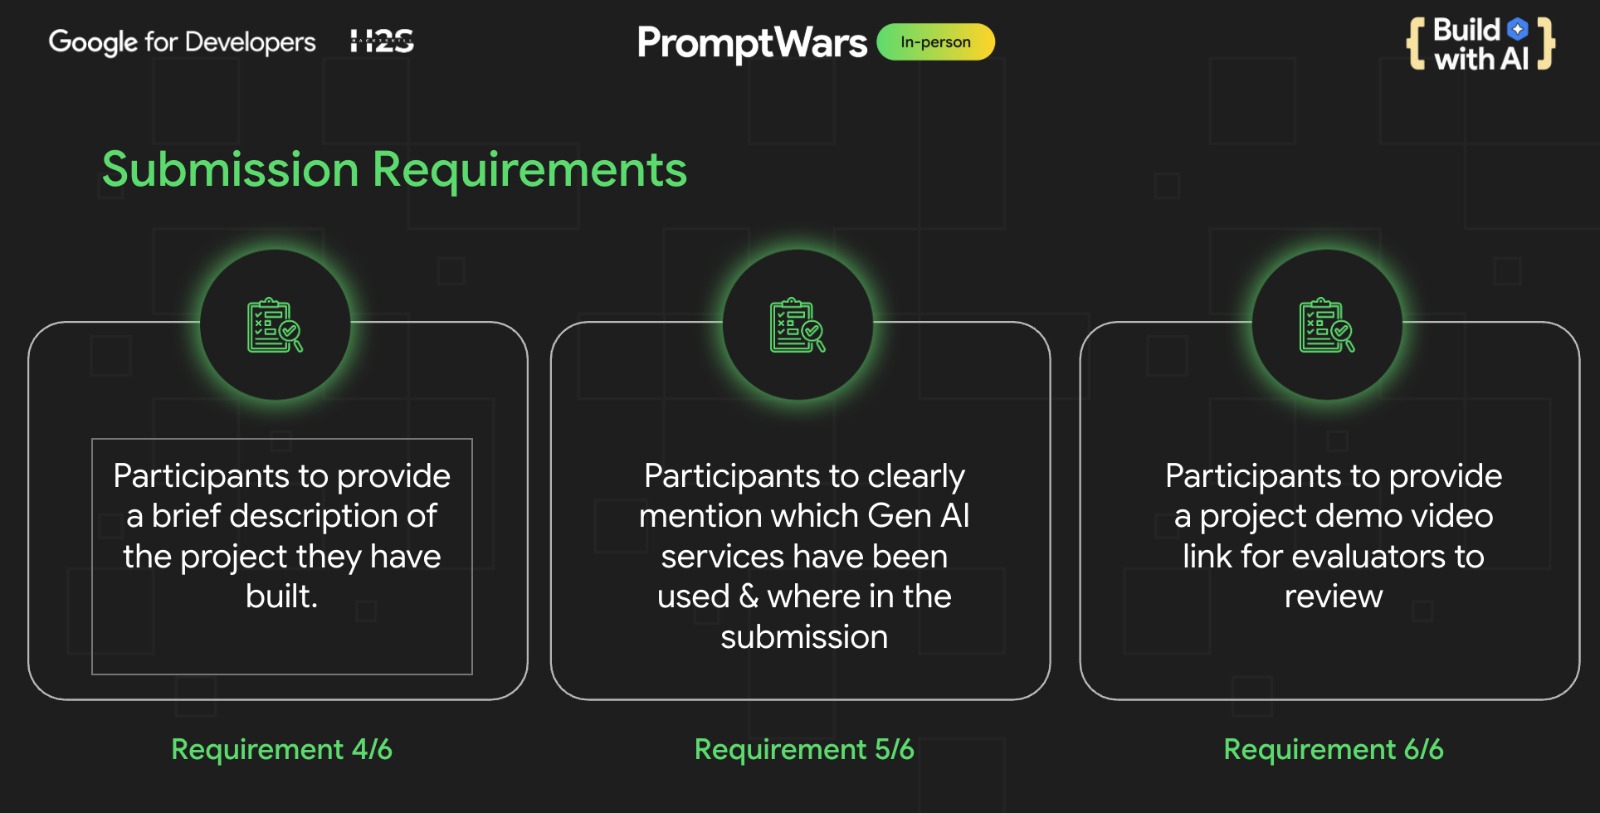 Google for Developers
H2S
PromptWars
In-person
Build
with AI
Submission Requirements
Participants to provide
a brief description of
the project they have
built.
Requirement 4/6
Participants to clearly
mention which Gen AI
services have been
used & where in the
submission
Requirement 5/6
Participants to provide
a project demo video
link for evaluators to
review
Requirement 6/6